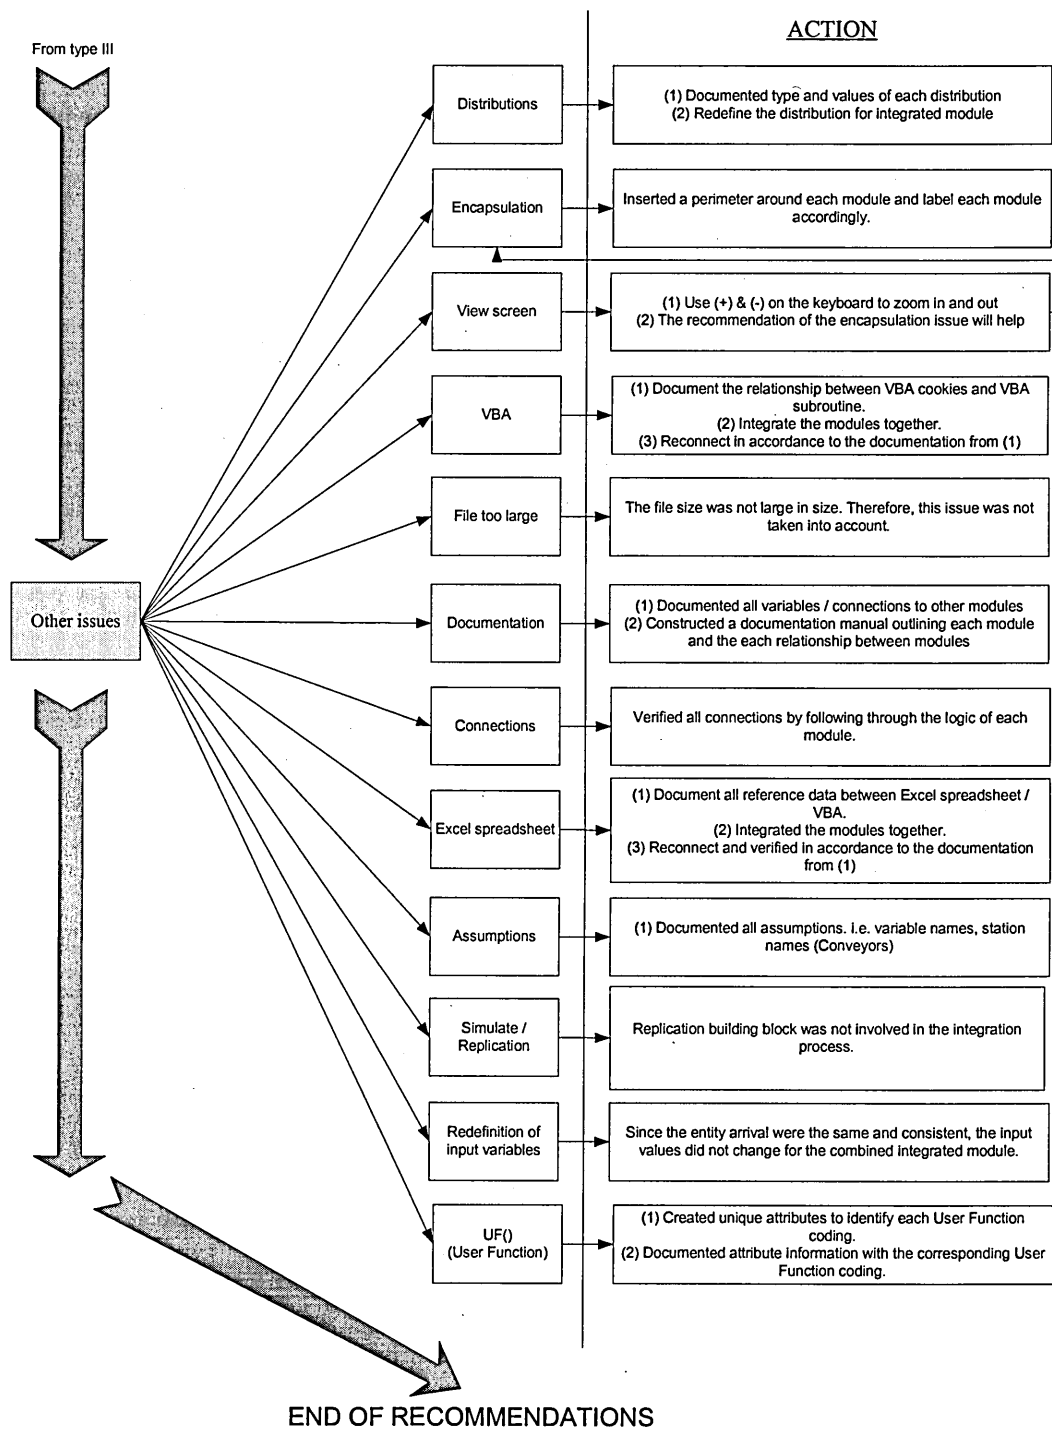 ACTION
From type III
Distributions
(1) Documented type and values of each distribution
(2) Redefine the distribution for integrated module
Encapsulation
Inserted a perimeter around each module and label each module
accordingly.
View screen
(1) Use (+) & (-) on the keyboard to zoom in and out
(2) The recommendation of the encapsulation issue will help
VBA
(1) Document the relationship between VBA cookies and VBA
subroutine.
(2) Integrate the modules together.
(3) Reconnect in accordance to the documentation from (1)
File too large
The file size was not large in size. Therefore, this issue was not
taken into account.
Other issues
Documentation
(1) Documented all variables / connections to other modules
(2) Constructed a documentation manual outlining each module
and the each relationship between modules
Connections
Verified all connections by following through the logic of each
module.
Excel spreadsheet
(1) Document all reference data between Excel spreadsheet /
VBA.
(2) Integrated the modules together.
(3) Reconnect and verified in accordance to the documentation
from (1)
Assumptions
(1) Documented all assumptions. i.e. variable names, station
names (Conveyors)
Simulate /
Replication
Replication building block was not involved in the integration
process.
Redefinition of
input variables
Since the entity arrival were the same and consistent, the input
values did not change for the combined integrated module.
UF()
(User Function)
(1) Created unique attributes to identify each User Function
coding.
(2) Documented attribute information with the corresponding User
Function coding.
END OF RECOMMENDATIONS